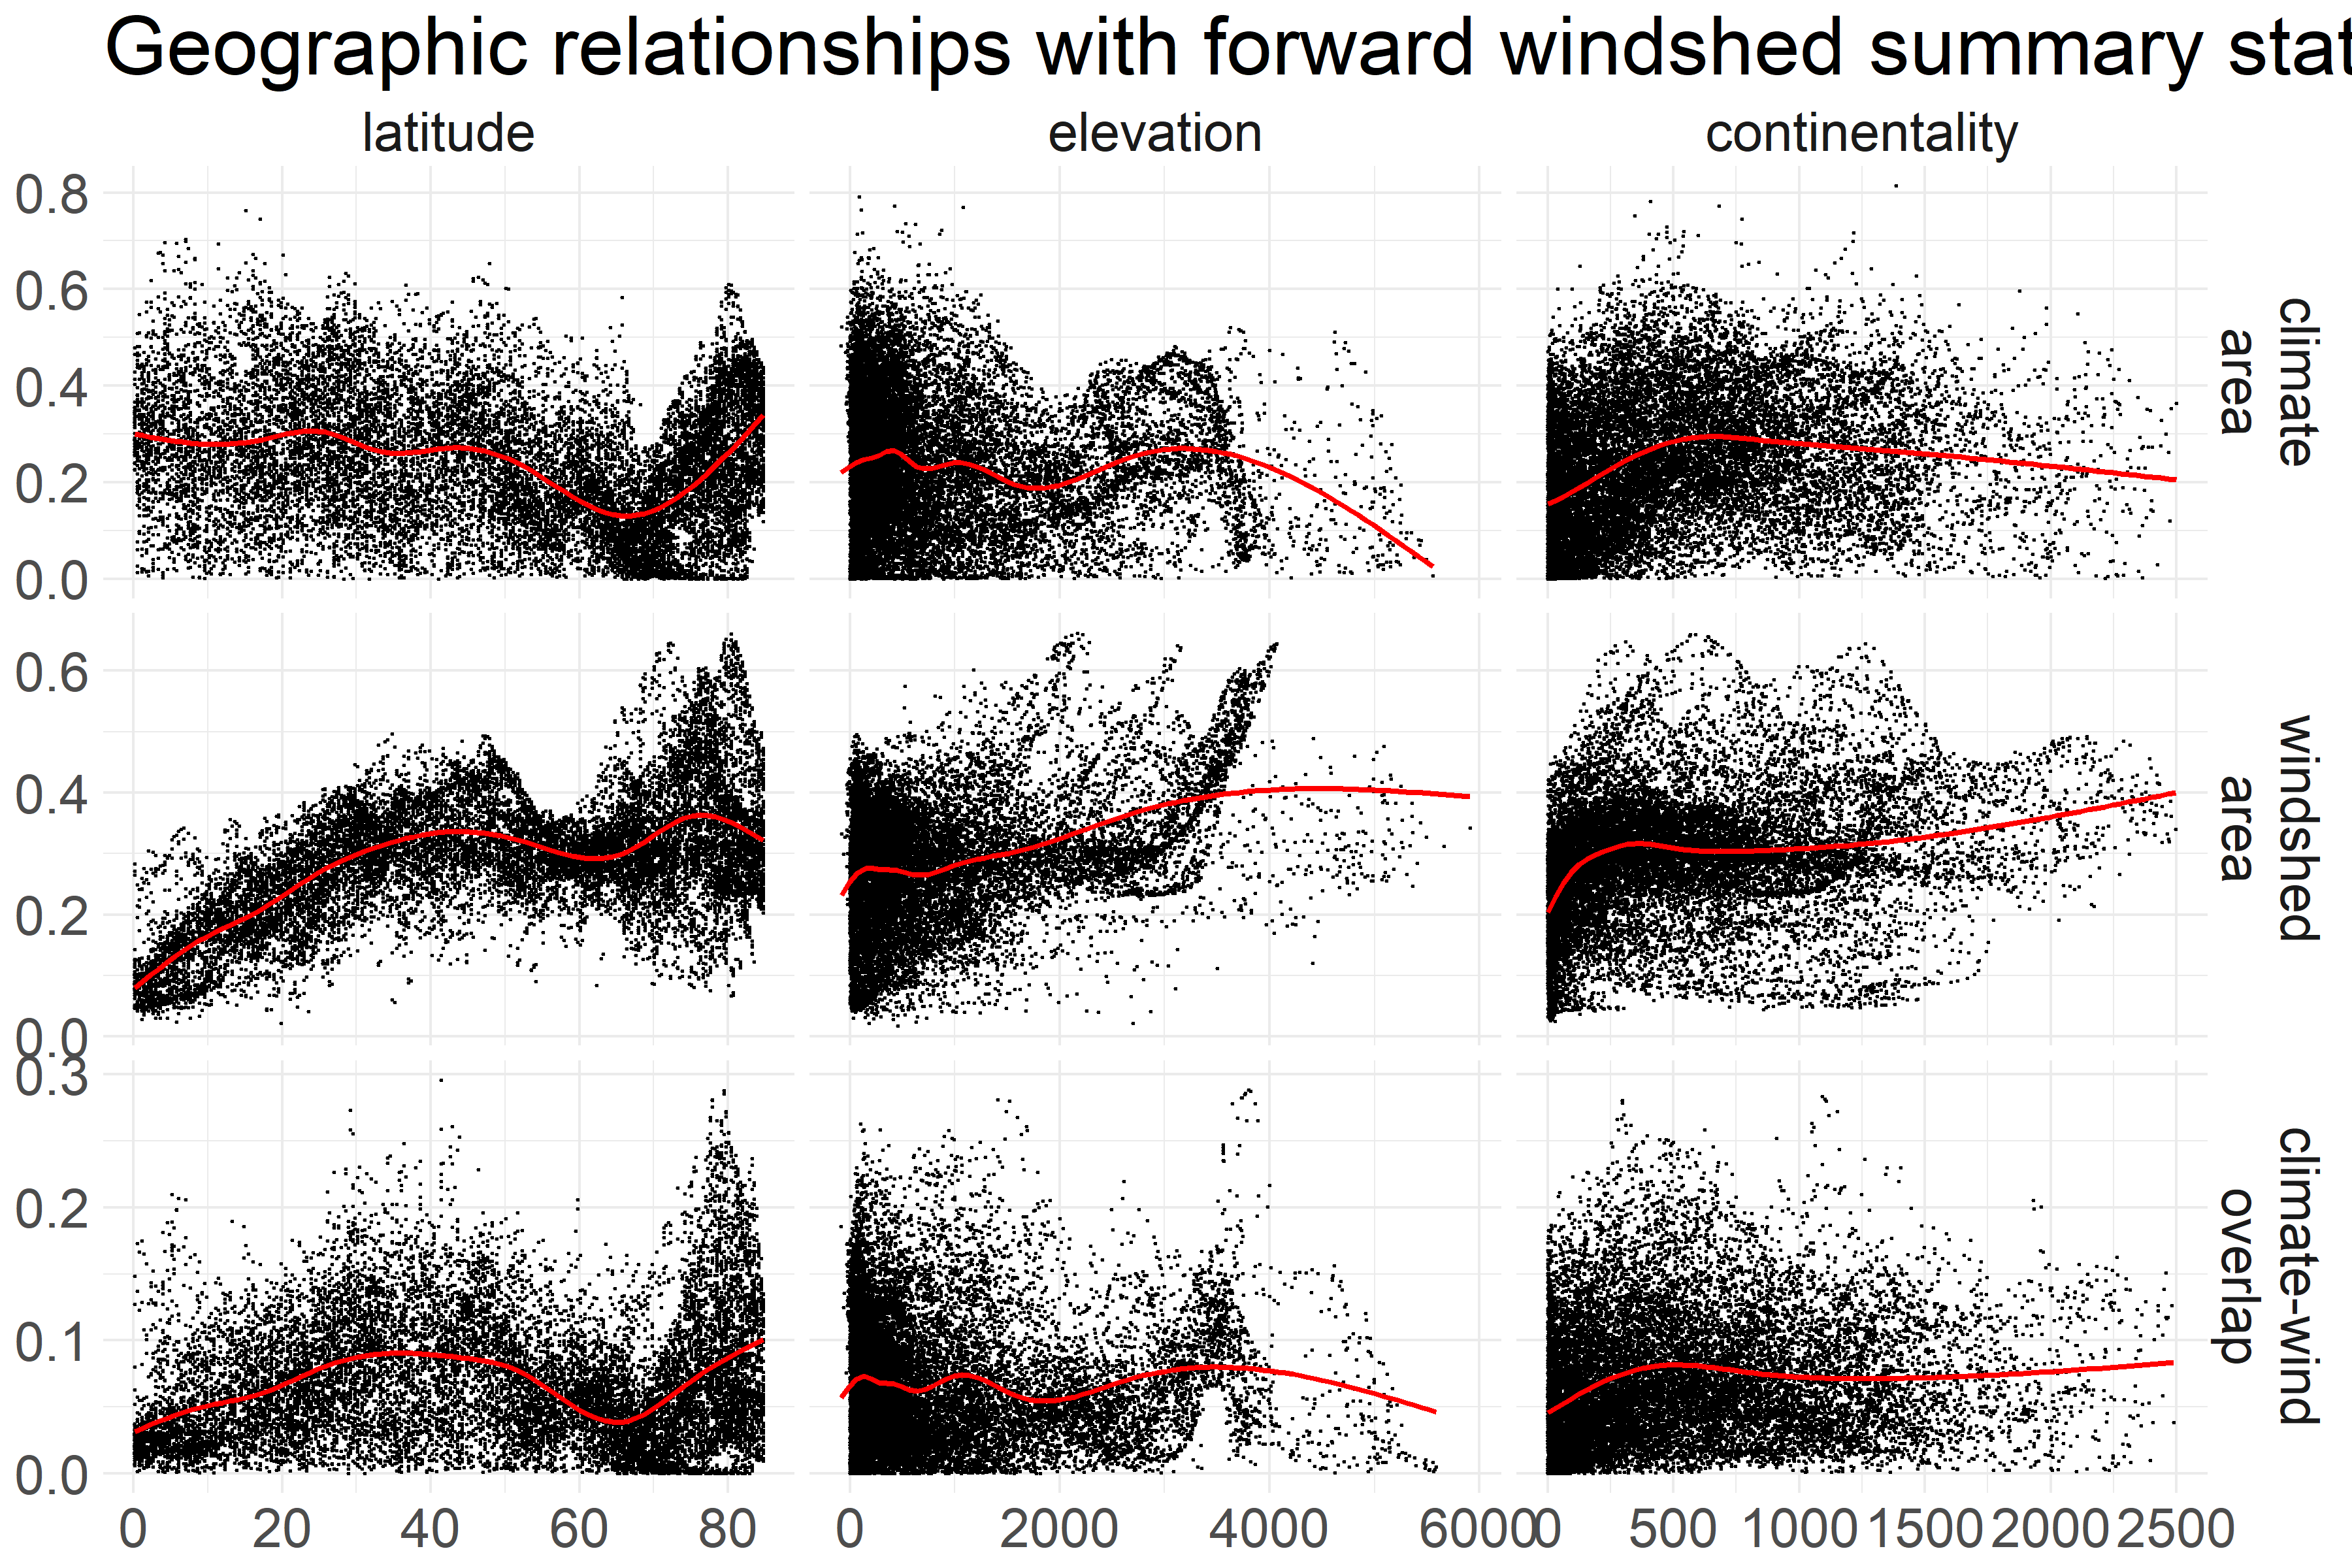 Geographic relationships with forward windshed summary stat
latitude elevation continentality
0.8
0.6
0.4
0.2
0.0
climate
area
0.6
0.4
0.2
0.0
windshed
area
0.3
0.2
0.1
0.0
climate-wind
overlap
0 20 40 60 80 0 2000 4000 6000 0 500 1000 1500 2000 2500